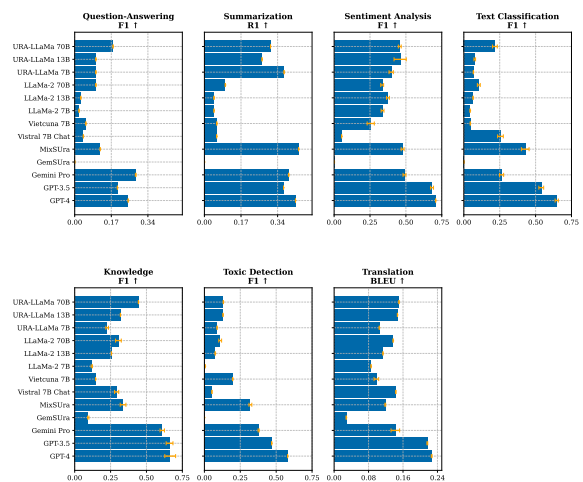 Question-Answering
F1 ↑
Summarization
R1 ↑
Sentiment Analysis
F1 ↑
Text Classification
F1 ↑
URA-LLaMa 70B
URA-LLaMa 13B
URA-LLaMa 7B
LLaMa-2 70B
LLaMa-2 13B
LLaMa-2 7B
Vietcuna 7B
Vistral 7B Chat
MixSUra
GemSUra
Gemini Pro
GPT-3.5
GPT-4
0.00 0.17 0.34
0.00 0.17 0.34
0.00 0.25 0.50 0.75
0.00 0.25 0.50 0.75
Knowledge
F1 ↑
Toxic Detection
F1 ↑
Translation
BLEU ↑
URA-LLaMa 70B
URA-LLaMa 13B
URA-LLaMa 7B
LLaMa-2 70B
LLaMa-2 13B
LLaMa-2 7B
Vietcuna 7B
Vistral 7B Chat
MixSUra
GemSUra
Gemini Pro
GPT-3.5
GPT-4
0.00 0.25 0.50 0.75
0.00 0.25 0.50 0.75
0.00 0.08 0.16 0.24